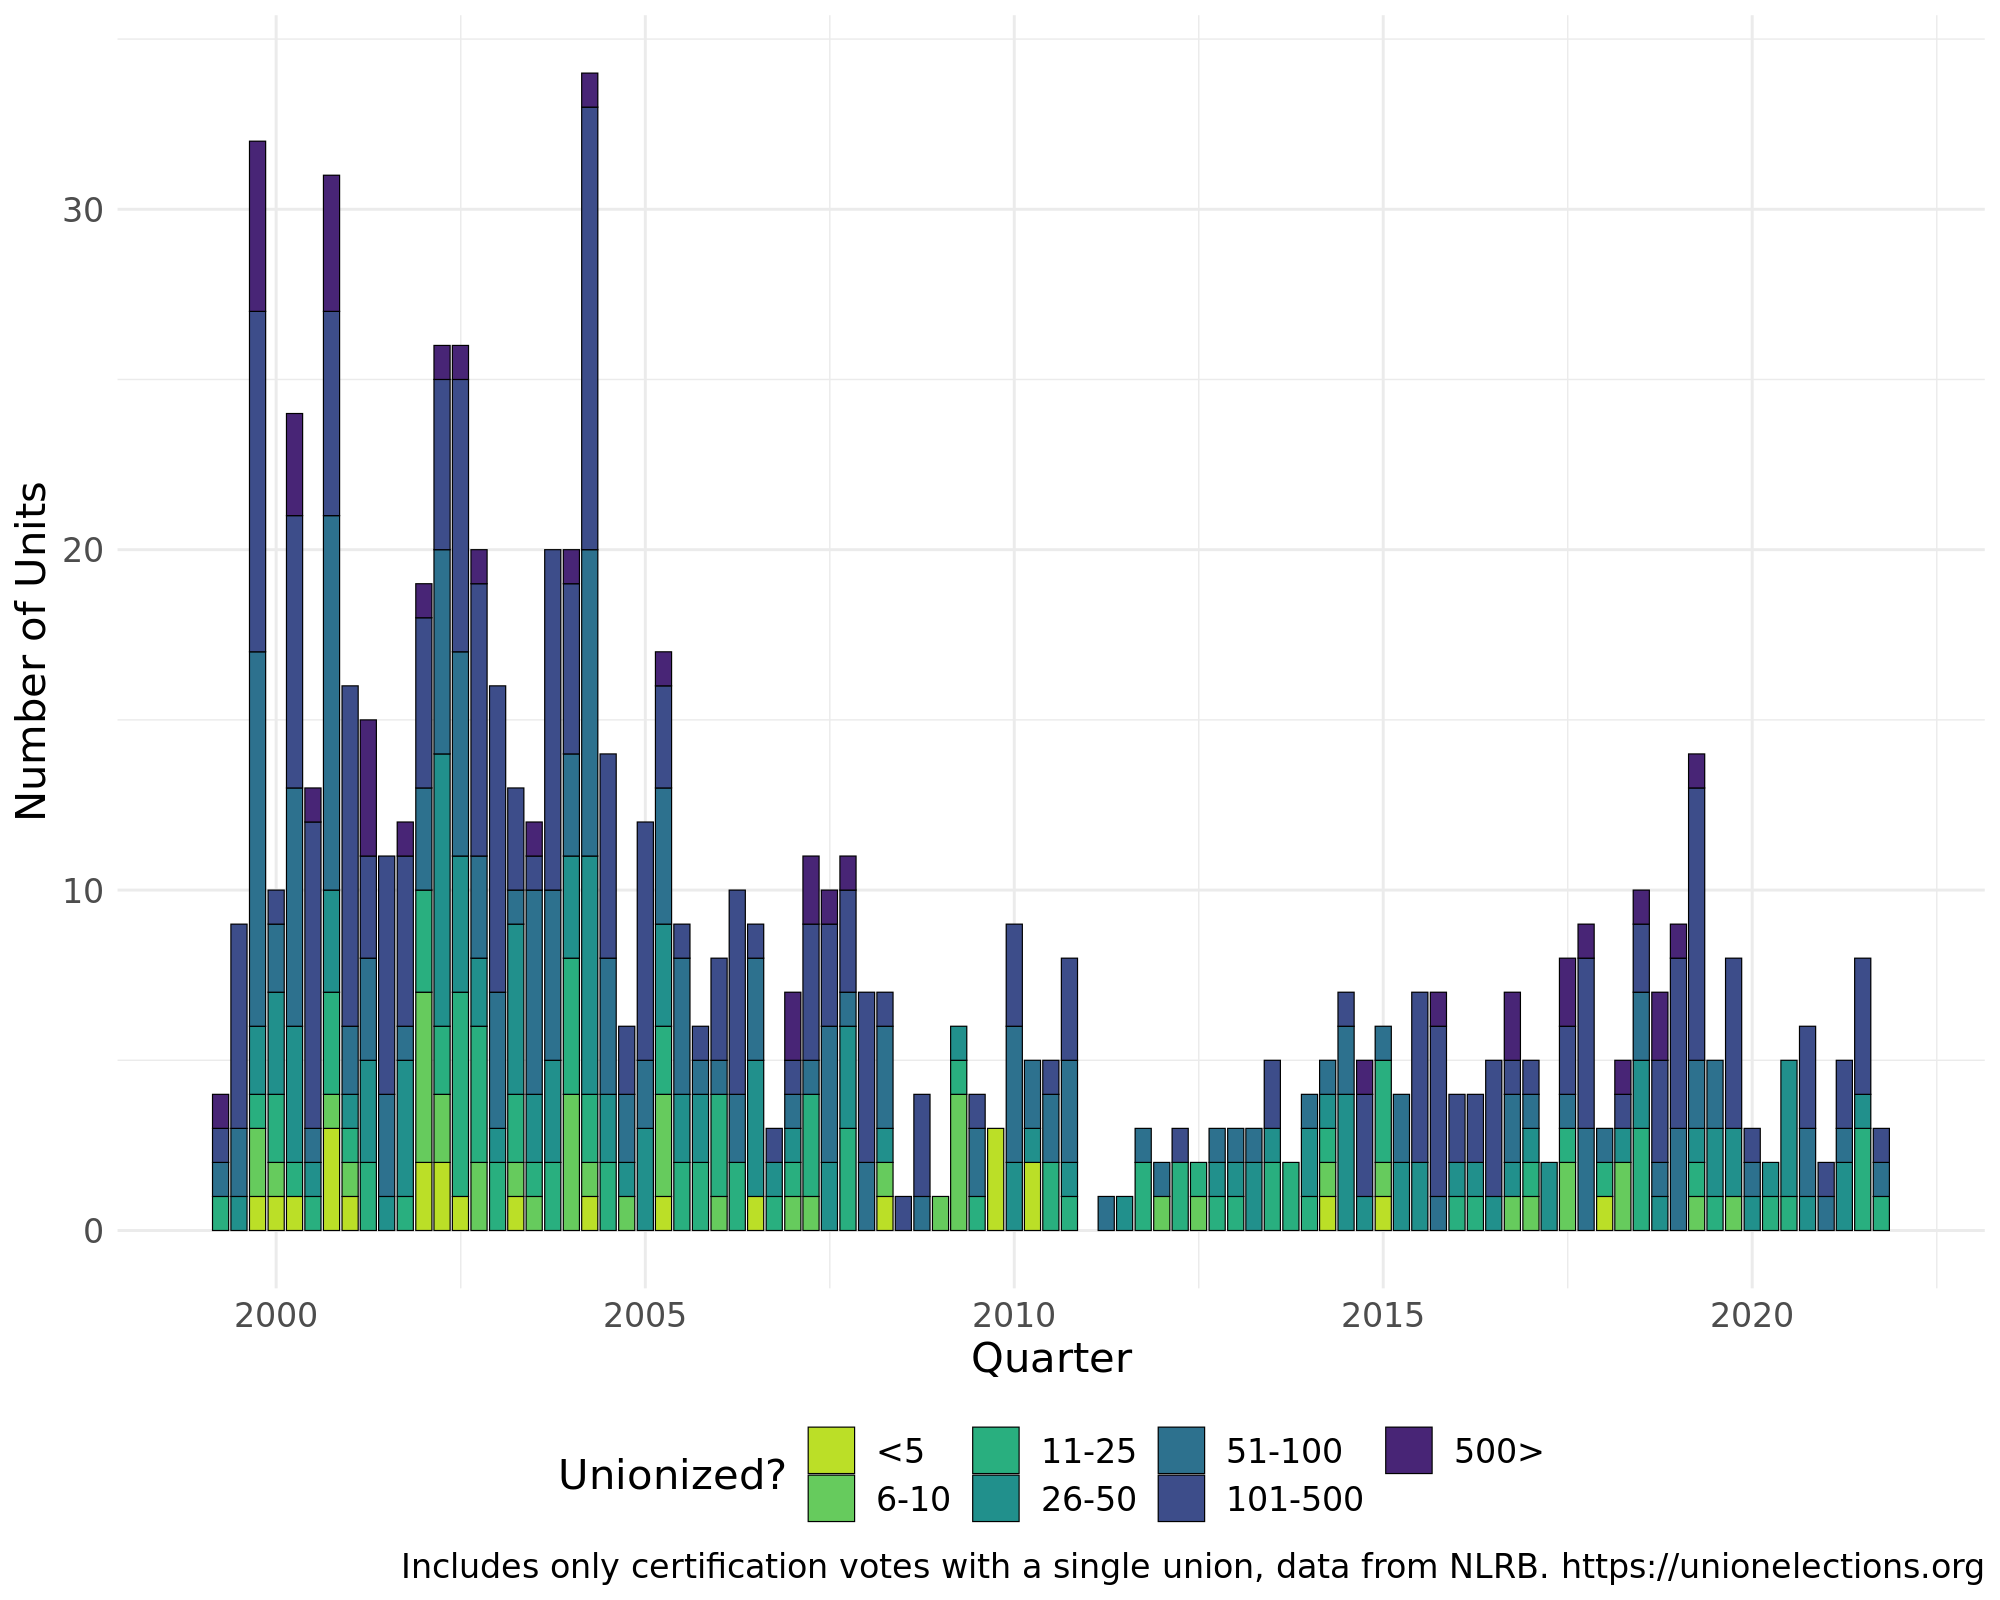 30
20
10
0
Number of Units
2000 2005 2010 2015 2020
Quarter
Unionized?
<5 11-25 51-100 500>
6-10 26-50 101-500
Includes only certification votes with a single union, data from NLRB. https://unionelections.org